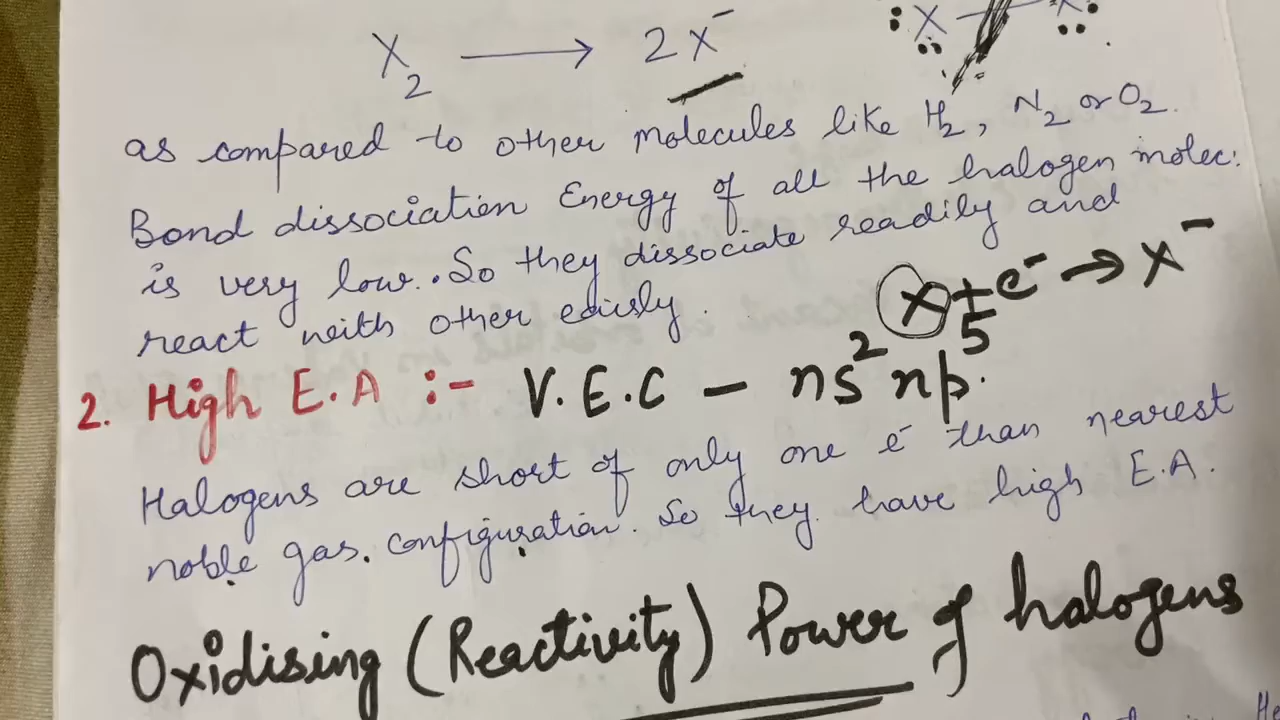 :X X:
X₂ ⟶ 2X⁻
as compared to other molecules like H₂, N₂ or O₂.
Bond dissociation Energy of all the halogen molec:
is very low. So they dissociate readily and
react with other easily.
X + e⁻ → X⁻
2. High E.A :- V.E.C - ns² np⁵.
Halogens are short of only one e⁻ than nearest
noble gas configuration. So they have high E.A.
Oxidising (Reactivity) Power of halogens